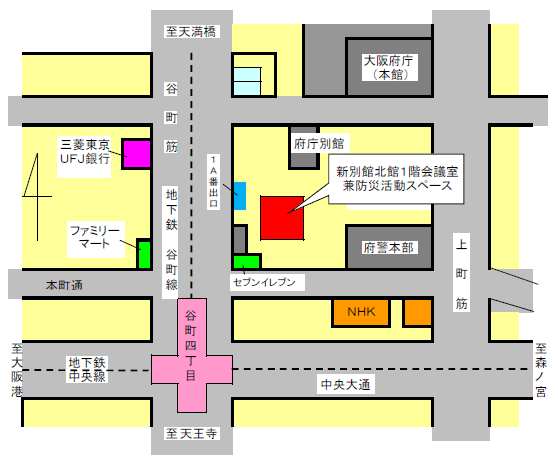 至天満橋
大阪府庁
（本館）
谷町筋
三菱東京
UFJ銀行
府庁別館
1A番出口
新別館北館1階会議室
兼防災活動スペース
地下鉄 谷町線
ファミリー
マート
府警本部
上町筋
本町通
セブンイレブン
NHK
谷町四丁目
至大阪港
地下鉄
中央線
中央大通
至森ノ宮
至天王寺